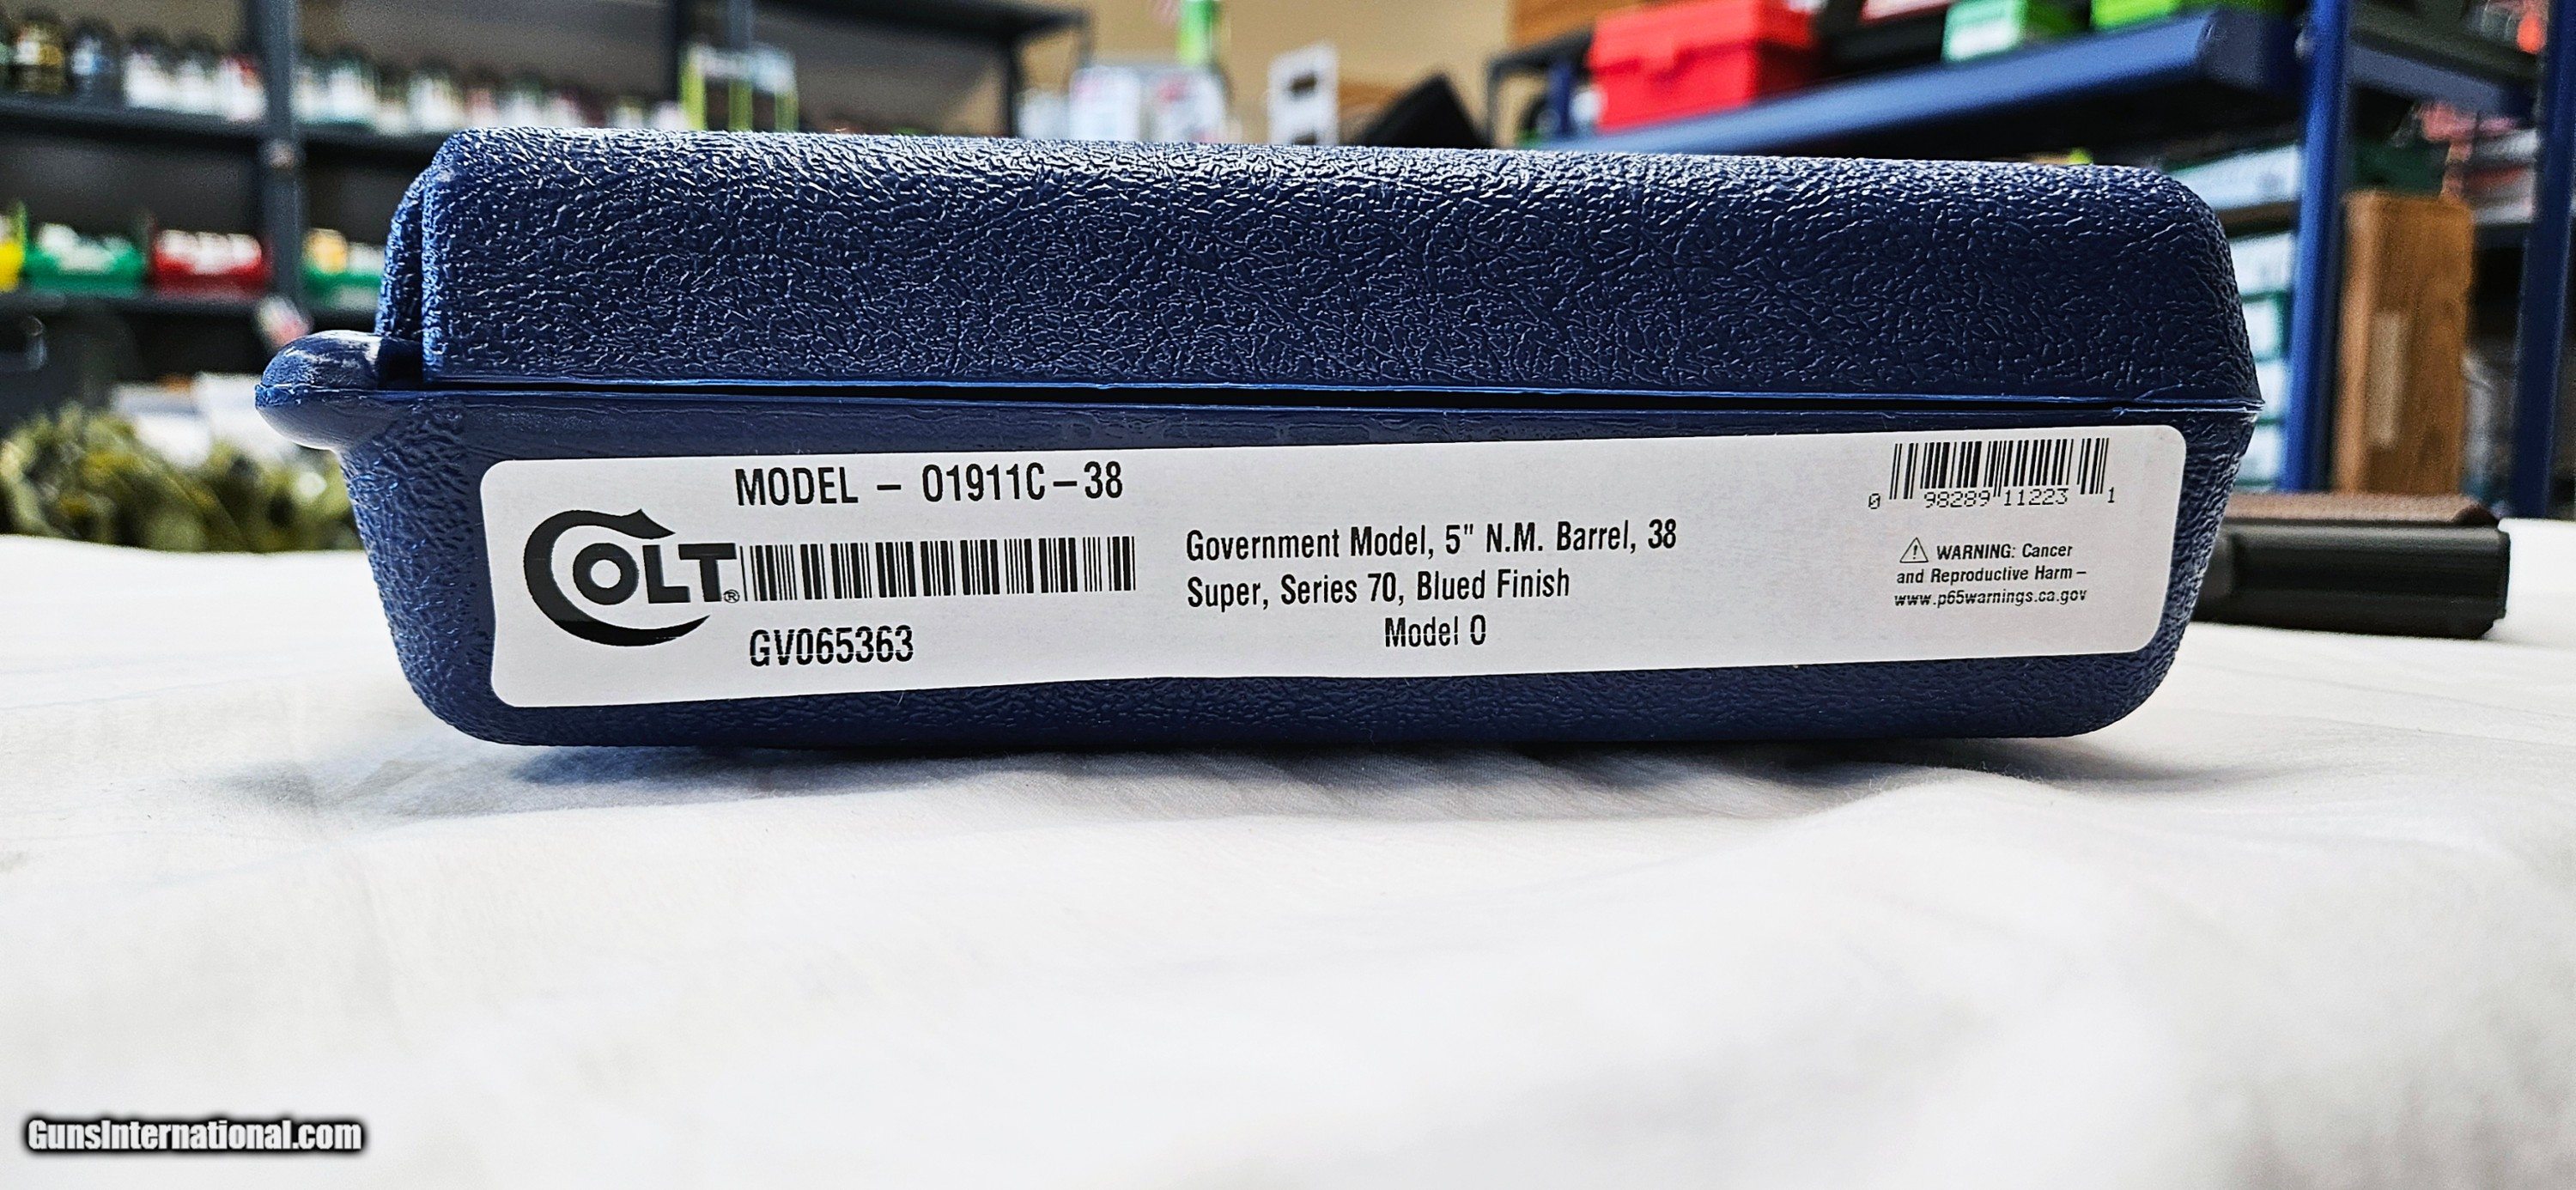 MODEL - O1911C-38
COLT®
GV065363
Government Model, 5" N.M. Barrel, 38
Super, Series 70, Blued Finish
Model O
0 98289 11223 1
⚠ WARNING: Cancer
and Reproductive Harm –
www.p65warnings.ca.gov
GunsInternational.com